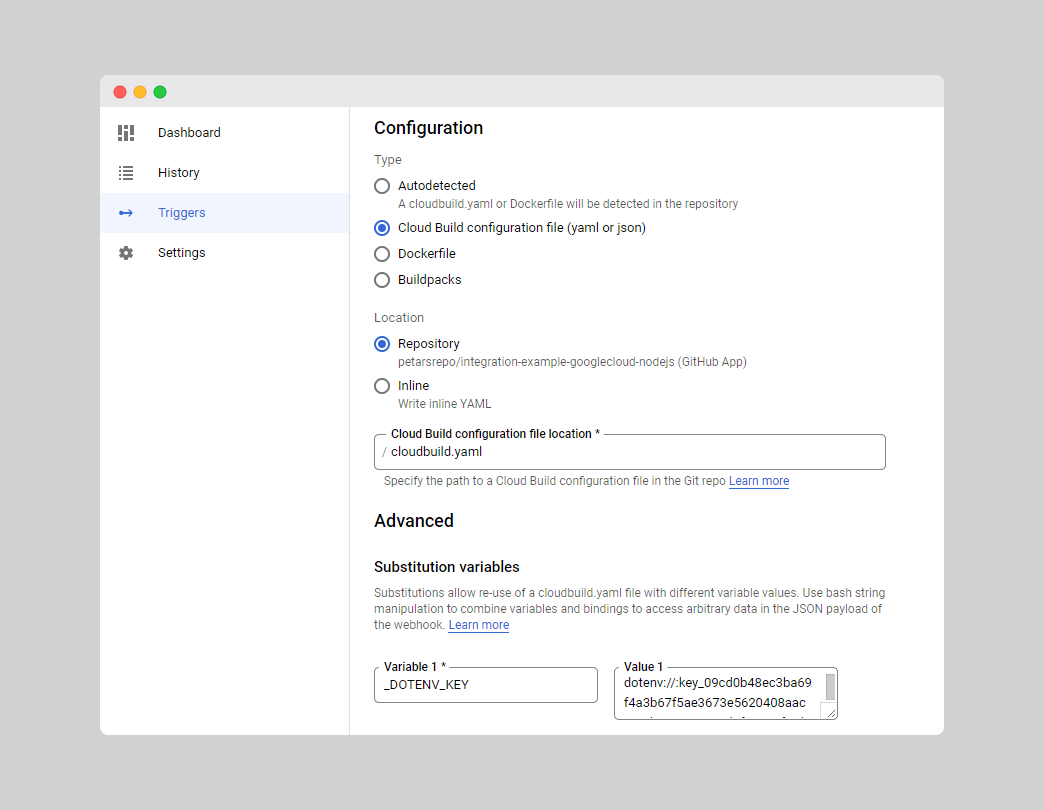 Dashboard
History
Triggers
Settings
Configuration
Type
Autodetected
A cloudbuild.yaml or Dockerfile will be detected in the repository
Cloud Build configuration file (yaml or json)
Dockerfile
Buildpacks
Location
Repository
petarsrepo/integration-example-googlecloud-nodejs (GitHub App)
Inline
Write inline YAML
Cloud Build configuration file location *
/ cloudbuild.yaml
Specify the path to a Cloud Build configuration file in the Git repo Learn more
Advanced
Substitution variables
Substitutions allow re-use of a cloudbuild.yaml file with different variable values. Use bash string
manipulation to combine variables and bindings to access arbitrary data in the JSON payload of
the webhook. Learn more
Variable 1 *
_DOTENV_KEY
Value 1
dotenv://:key_09cd0b48ec3ba69
f4a3b67f5ae3673e5620408aac